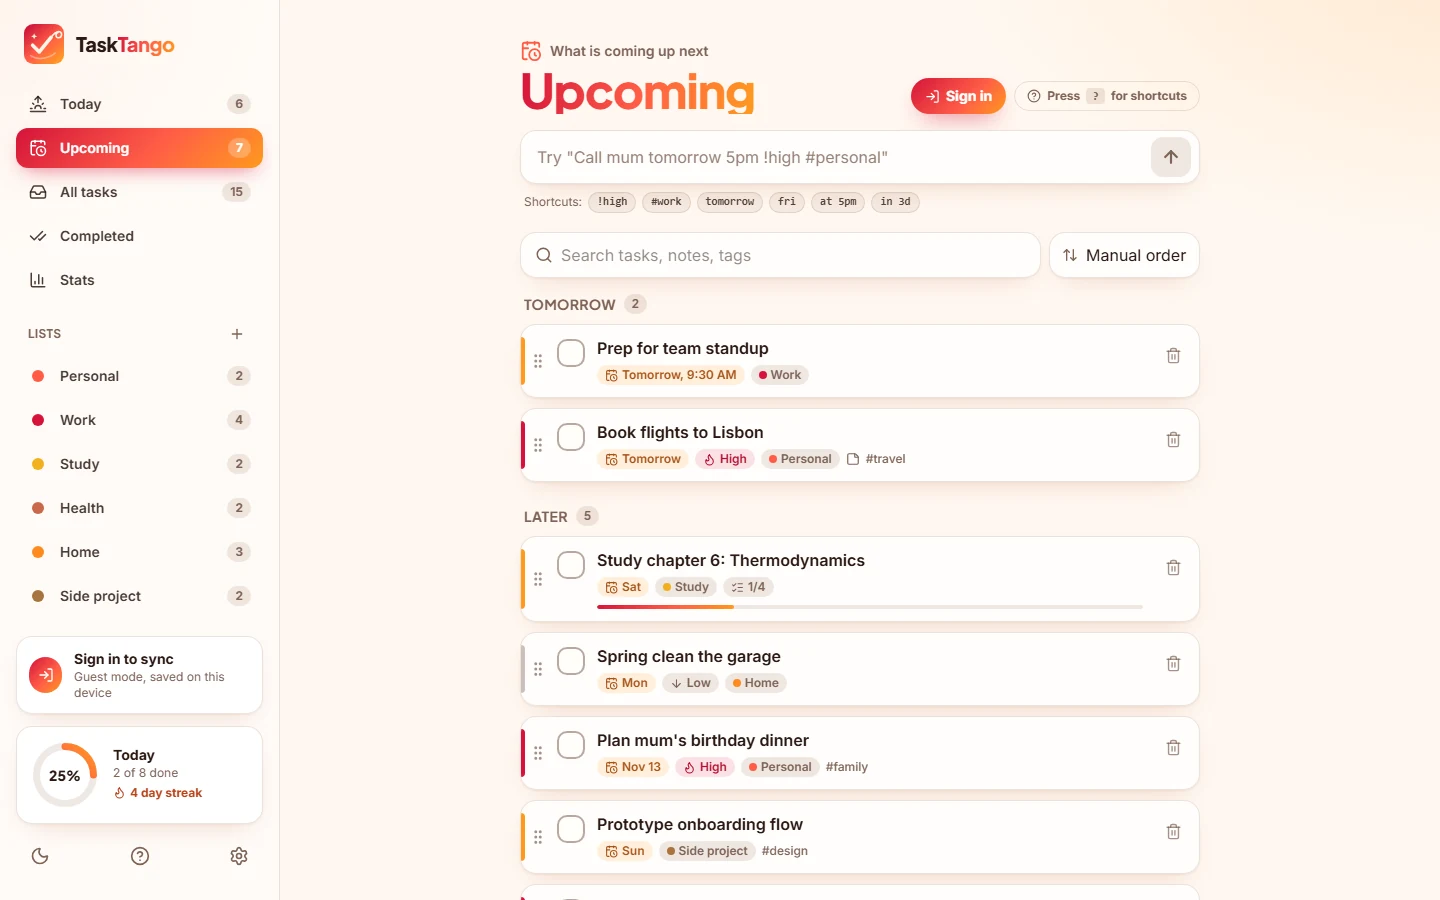 TaskTango
Today 6
Upcoming 7
All tasks 15
Completed
Stats
LISTS
Personal 2
Work 4
Study 2
Health 2
Home 3
Side project 2
Sign in to sync
Guest mode, saved on this
device
25%
Today
2 of 8 done
4 day streak
What is coming up next
Upcoming
Sign in
Press ? for shortcuts
Try "Call mum tomorrow 5pm !high #personal"
Shortcuts: !high #work tomorrow fri at 5pm in 3d
Search tasks, notes, tags
Manual order
TOMORROW 2
Prep for team standup
Tomorrow, 9:30 AM Work
Book flights to Lisbon
Tomorrow High Personal #travel
LATER 5
Study chapter 6: Thermodynamics
Sat Study 1/4
Spring clean the garage
Mon Low Home
Plan mum's birthday dinner
Nov 13 High Personal #family
Prototype onboarding flow
Sun Side project #design